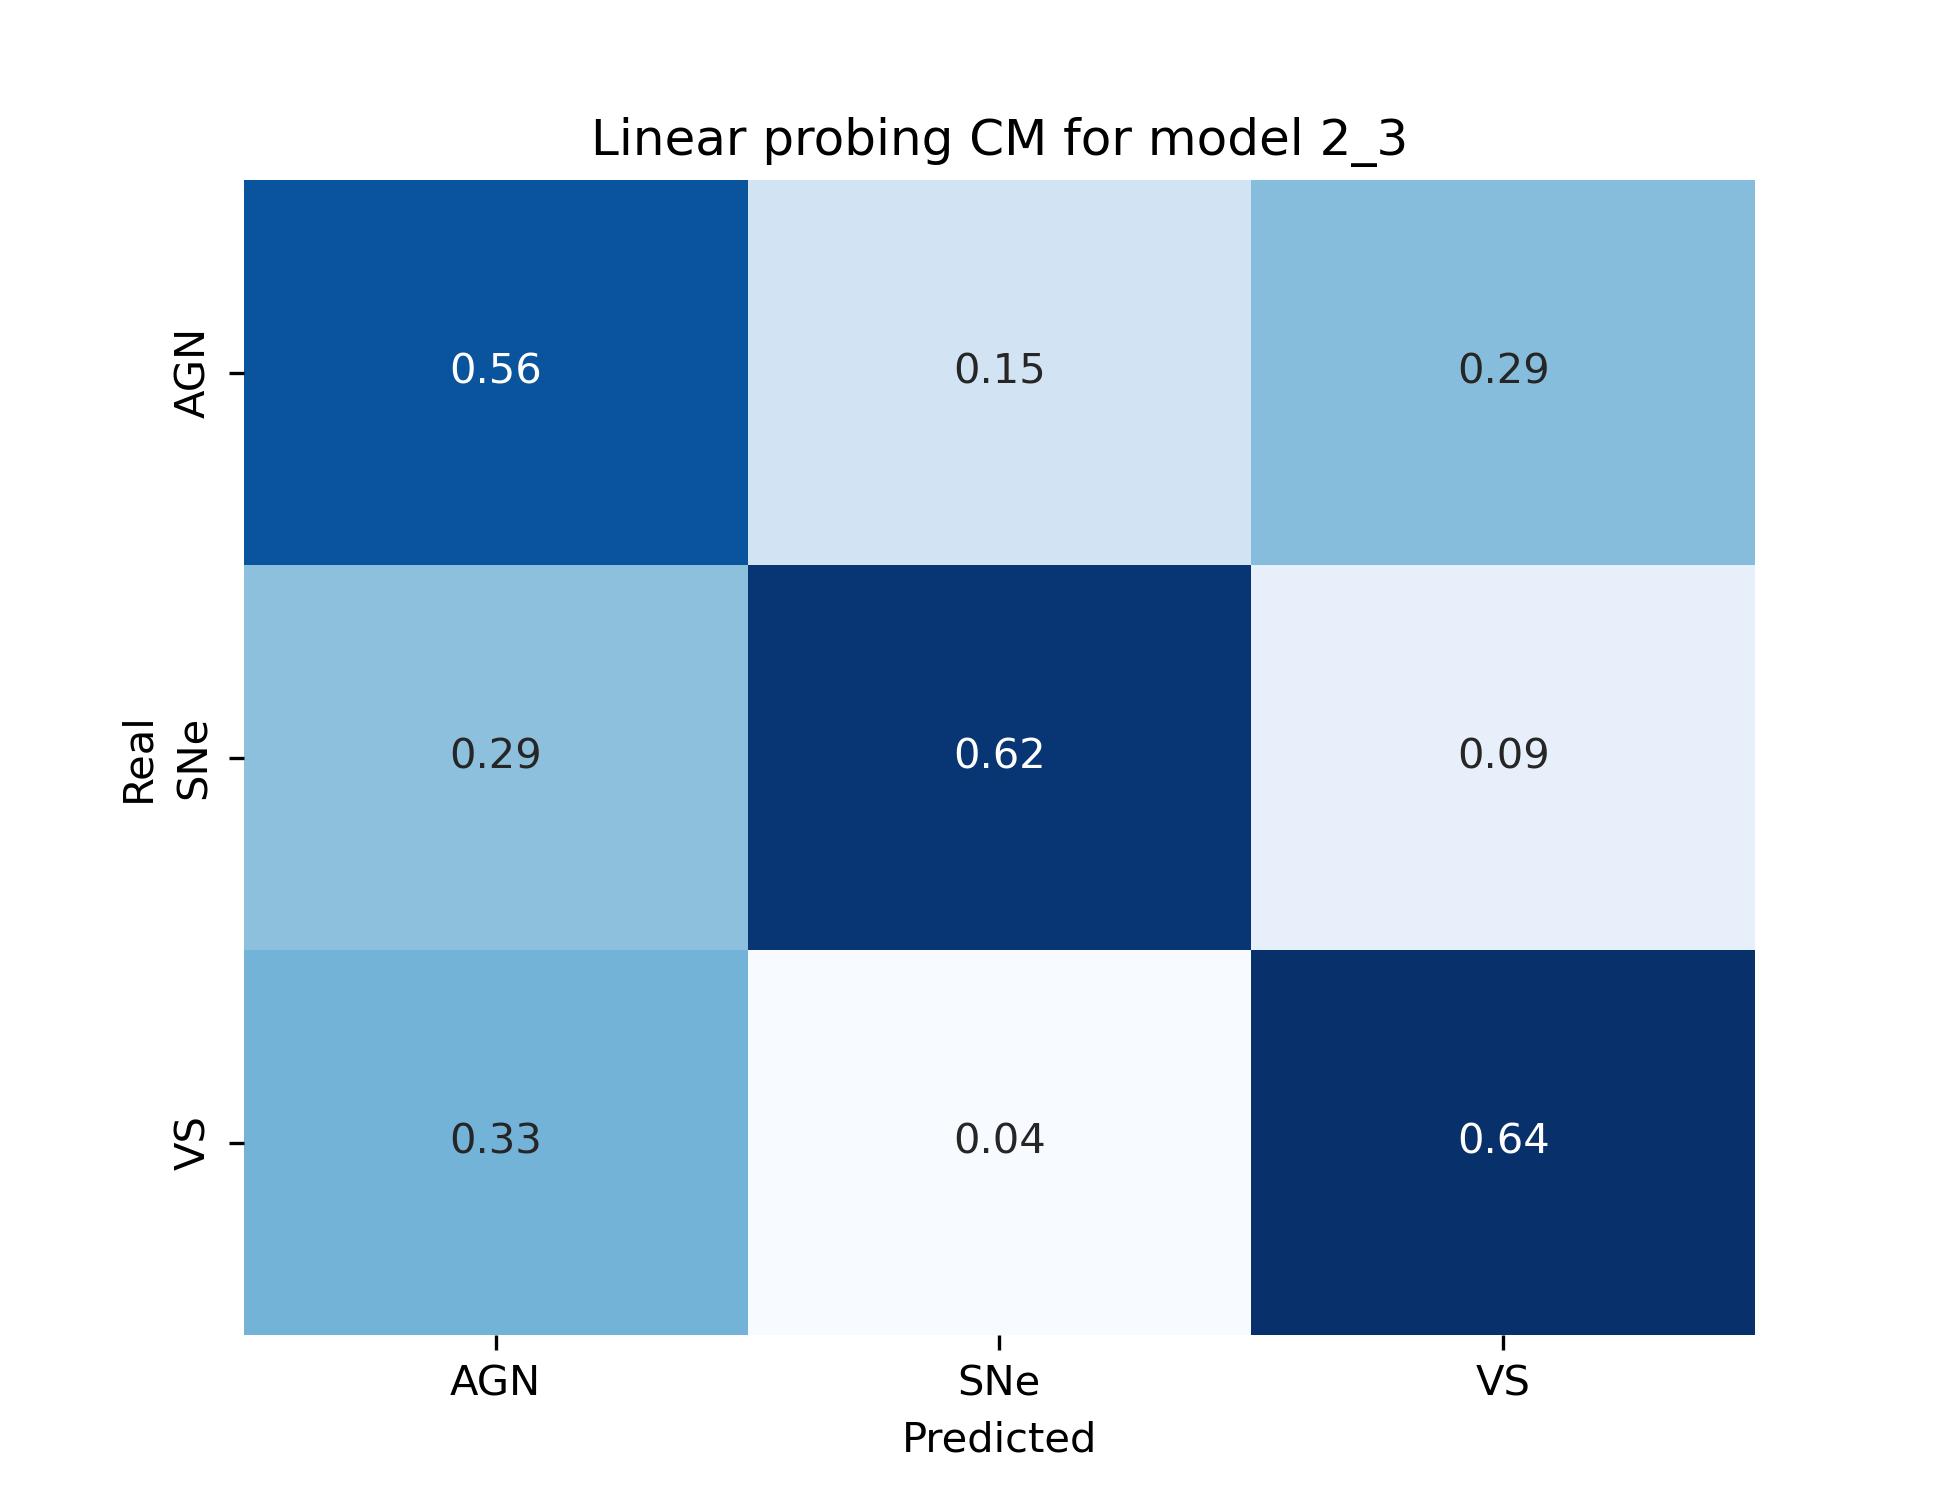 Linear probing CM for model 2_3
AGN 0.56 0.15 0.29
Real
SNe 0.29 0.62 0.09
VS 0.33 0.04 0.64
AGN SNe VS
Predicted